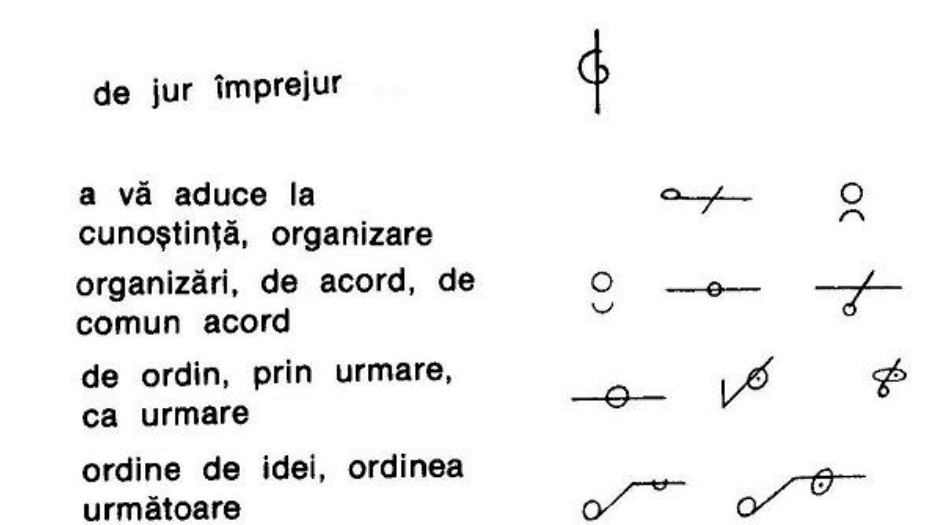 de jur împrejur
a vă aduce la
cunoștință, organizare
organizări, de acord, de
comun acord
de ordin, prin urmare,
ca urmare
ordine de idei, ordinea
următoare